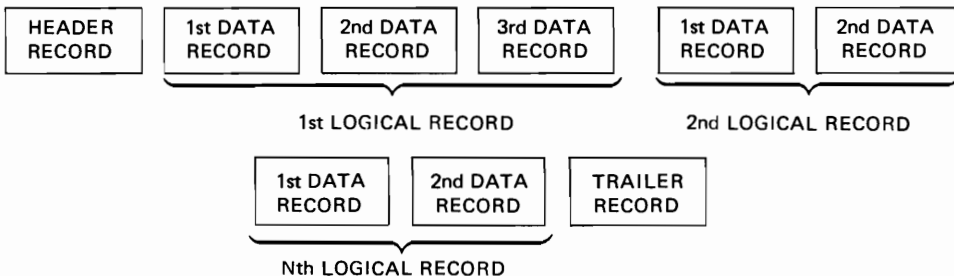 HEADER RECORD
1st DATA RECORD
2nd DATA RECORD
3rd DATA RECORD
1st DATA RECORD
2nd DATA RECORD
1st LOGICAL RECORD
2nd LOGICAL RECORD
1st DATA RECORD
2nd DATA RECORD
TRAILER RECORD
Nth LOGICAL RECORD